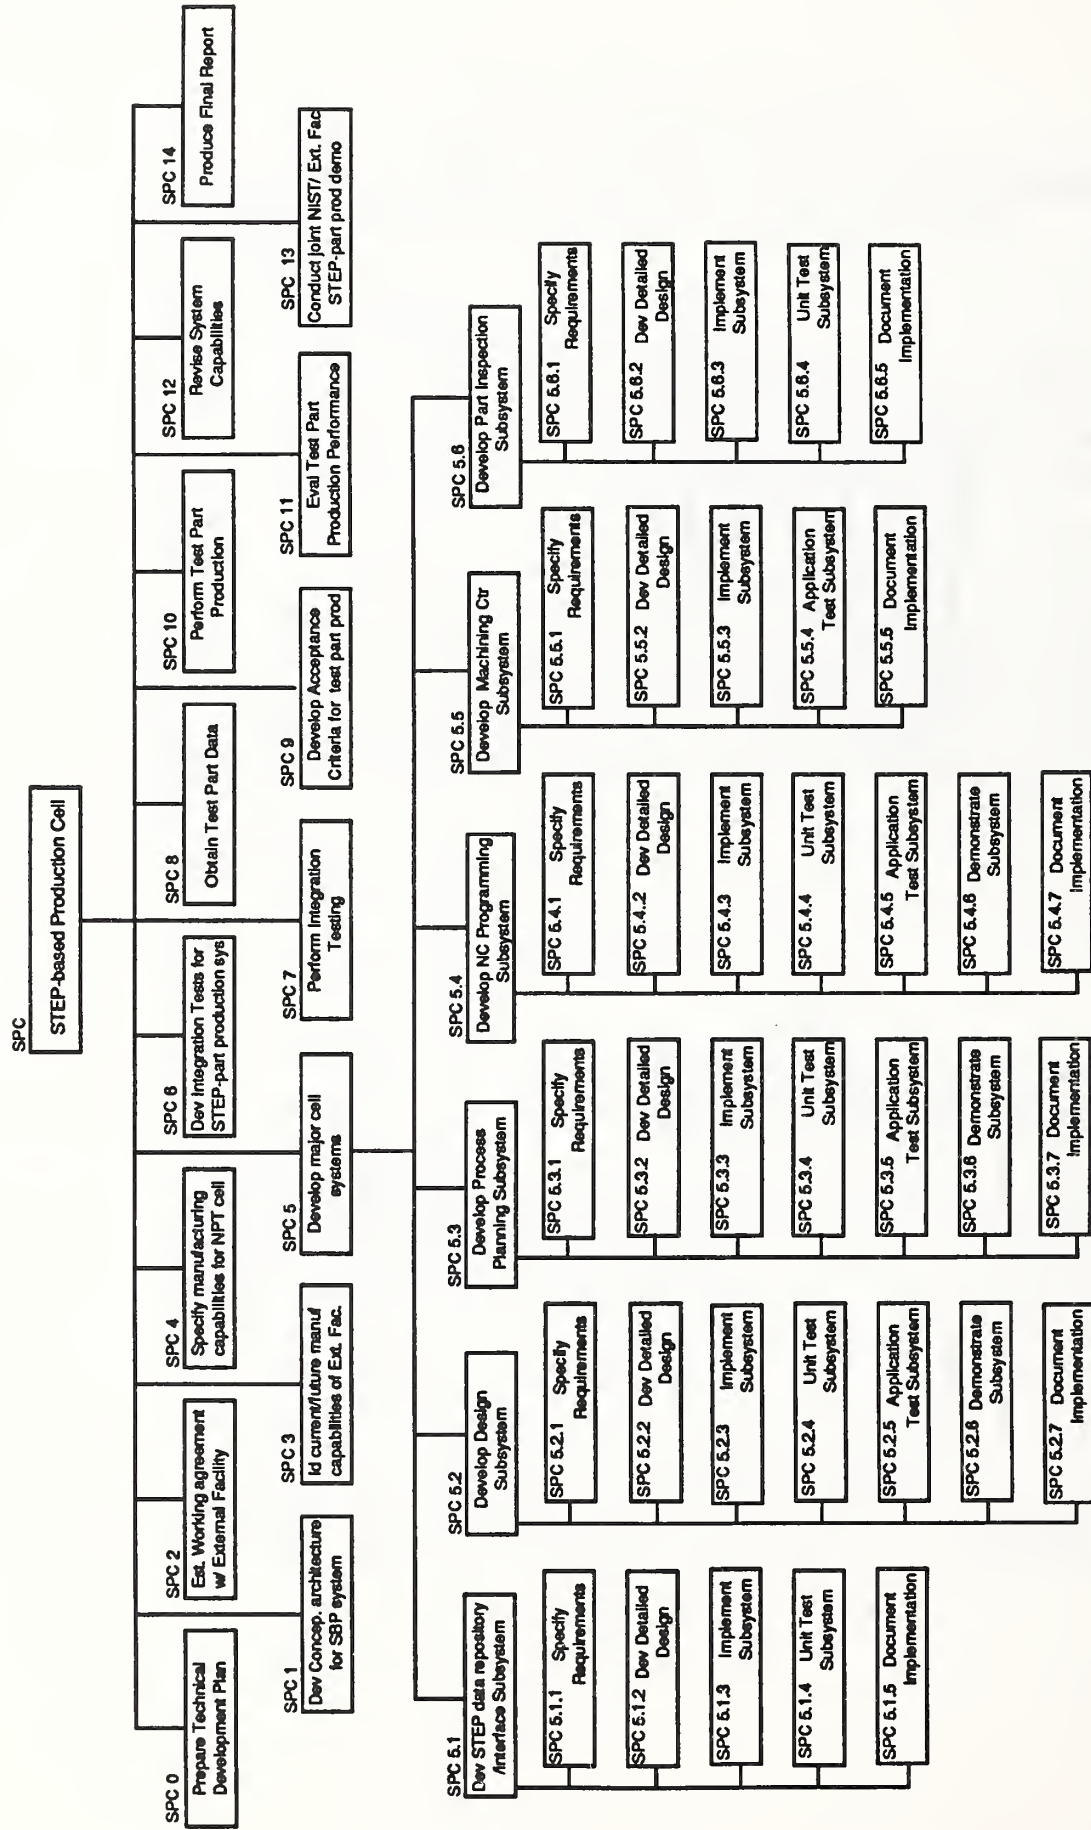 SPC
STEP-based Production Cell
SPC 0
Prepare Technical
Development Plan
SPC 1
Dev Concep. architecture
for SBP system
SPC 2
Est. Working agreement
w/ External Facility
SPC 3
Id current/future manuf
capabilities of Ext. Fac.
SPC 4
Specify manufacturing
capabilities for NPT cell
SPC 5
Develop major cell
systems
SPC 6
Dev Integration Tests for
STEP-part production sys
SPC 7
Perform Integration
Testing
SPC 8
Obtain Test Part Data
SPC 9
Develop Acceptance
Criteria for test part prod
SPC 10
Perform Test Part
Production
SPC 11
Eval Test Part
Production Performance
SPC 12
Revise System
Capabilities
SPC 13
Conduct joint NIST/ Ext. Fac
STEP-part prod demo
SPC 14
Produce Final Report
SPC 5.1
Dev STEP data repository
/interface Subsystem
SPC 5.1.1 Specify
Requirements
SPC 5.1.2 Dev Detailed
Design
SPC 5.1.3 Implement
Subsystem
SPC 5.1.4 Unit Test
Subsystem
SPC 5.1.5 Document
Implementation
SPC 5.2
Develop Design
Subsystem
SPC 5.2.1 Specify
Requirements
SPC 5.2.2 Dev Detailed
Design
SPC 5.2.3 Implement
Subsystem
SPC 5.2.4 Unit Test
Subsystem
SPC 5.2.5 Application
Test Subsystem
SPC 5.2.6 Demonstrate
Subsystem
SPC 5.2.7 Document
Implementation
SPC 5.3
Develop Process
Planning Subsystem
SPC 5.3.1 Specify
Requirements
SPC 5.3.2 Dev Detailed
Design
SPC 5.3.3 Implement
Subsystem
SPC 5.3.4 Unit Test
Subsystem
SPC 5.3.5 Application
Test Subsystem
SPC 5.3.6 Demonstrate
Subsystem
SPC 5.3.7 Document
Implementation
SPC 5.4
Develop NC Programming
Subsystem
SPC 5.4.1 Specify
Requirements
SPC 5.4..2 Dev Detailed
Design
SPC 5.4.3 Implement
Subsystem
SPC 5.4.4 Unit Test
Subsystem
SPC 5.4.5 Application
Test Subsystem
SPC 5.4.6 Demonstrate
Subsystem
SPC 5.4.7 Document
Implementation
SPC 5.5
Develop Machining Ctr
Subsystem
SPC 5.5.1 Specify
Requirements
SPC 5.5.2 Dev Detailed
Design
SPC 5.5.3 Implement
Subsystem
SPC 5.5.4 Application
Test Subsystem
SPC 5.5.5 Document
Implementation
SPC 5.6
Develop Part Inspection
Subsystem
SPC 5.6.1 Specify
Requirements
SPC 5.6.2 Dev Detailed
Design
SPC 5.6.3 Implement
Subsystem
SPC 5.6.4 Unit Test
Subsystem
SPC 5.6.5 Document
Implementation